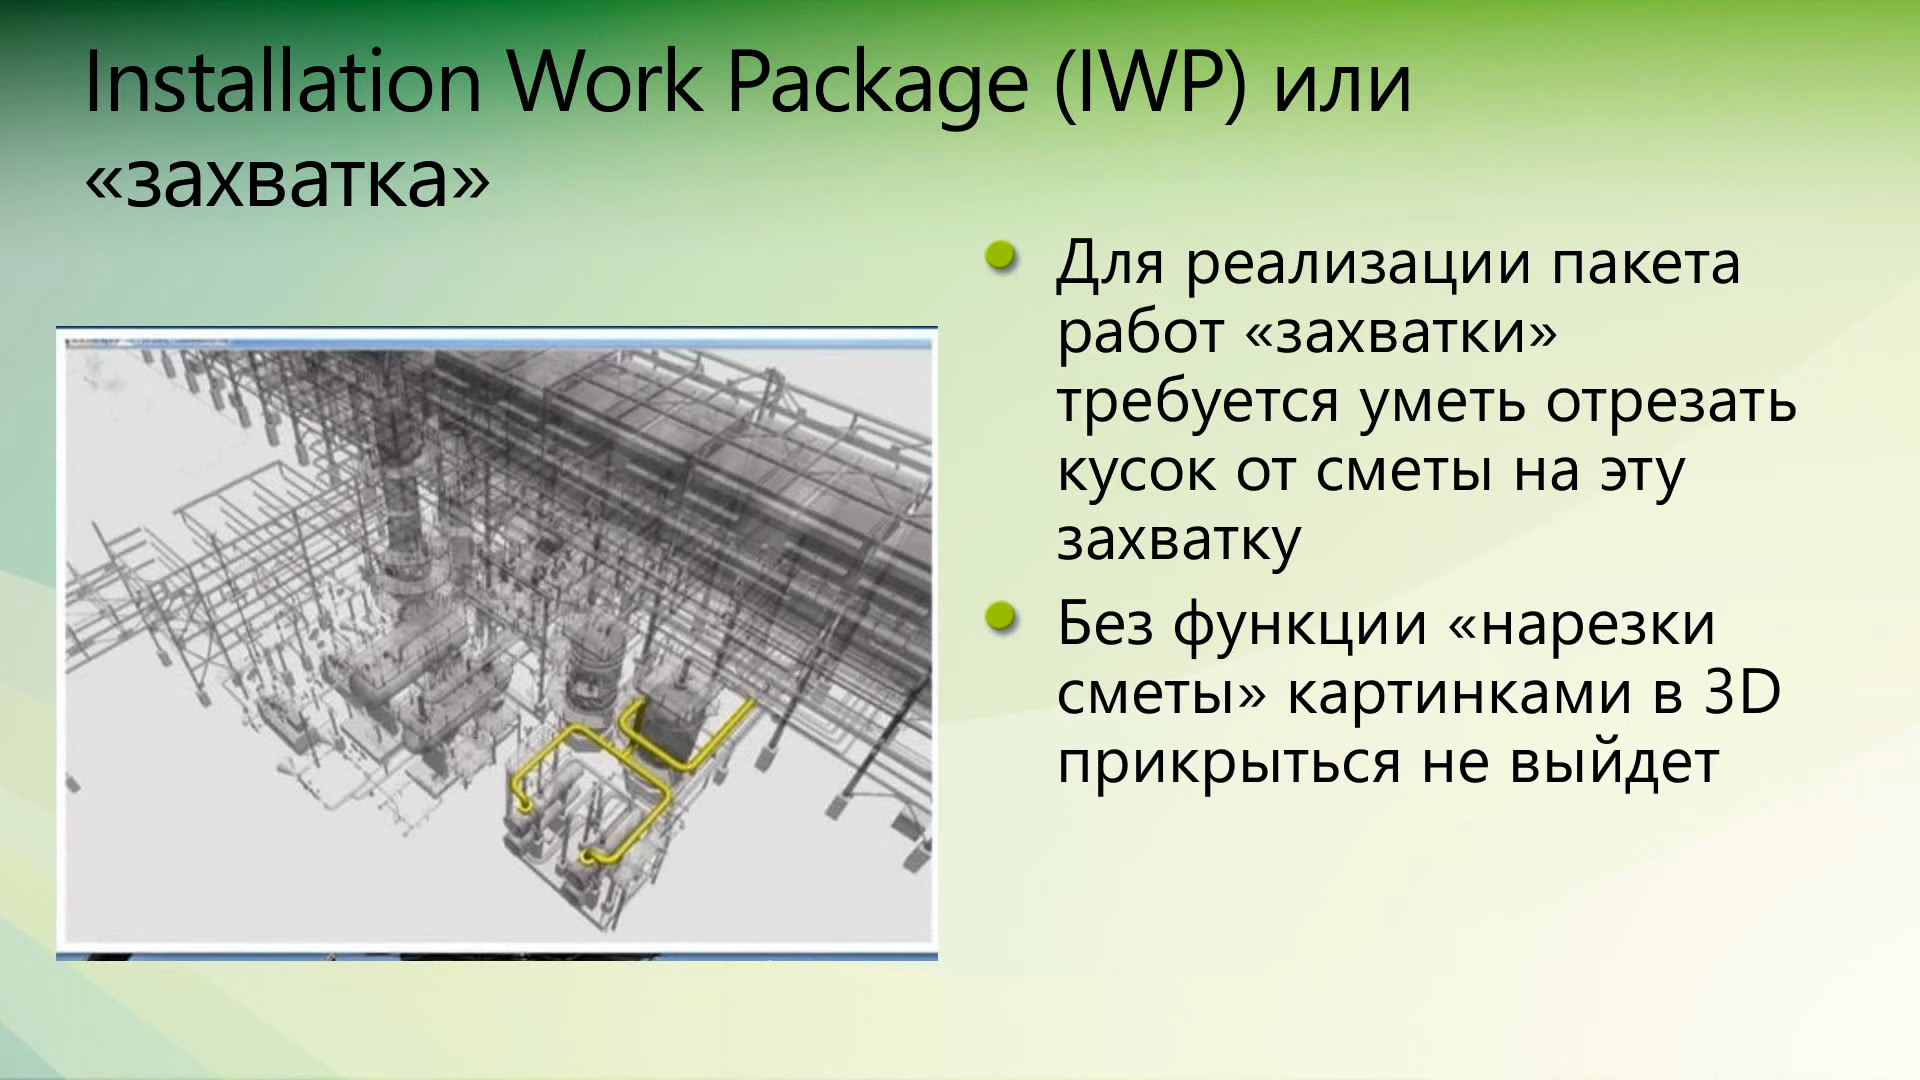 Installation Work Package (IWP) или
«захватка»
Для реализации пакета
работ «захватки»
требуется уметь отрезать
кусок от сметы на эту
захватку
Без функции «нарезки
сметы» картинками в 3D
прикрыться не выйдет